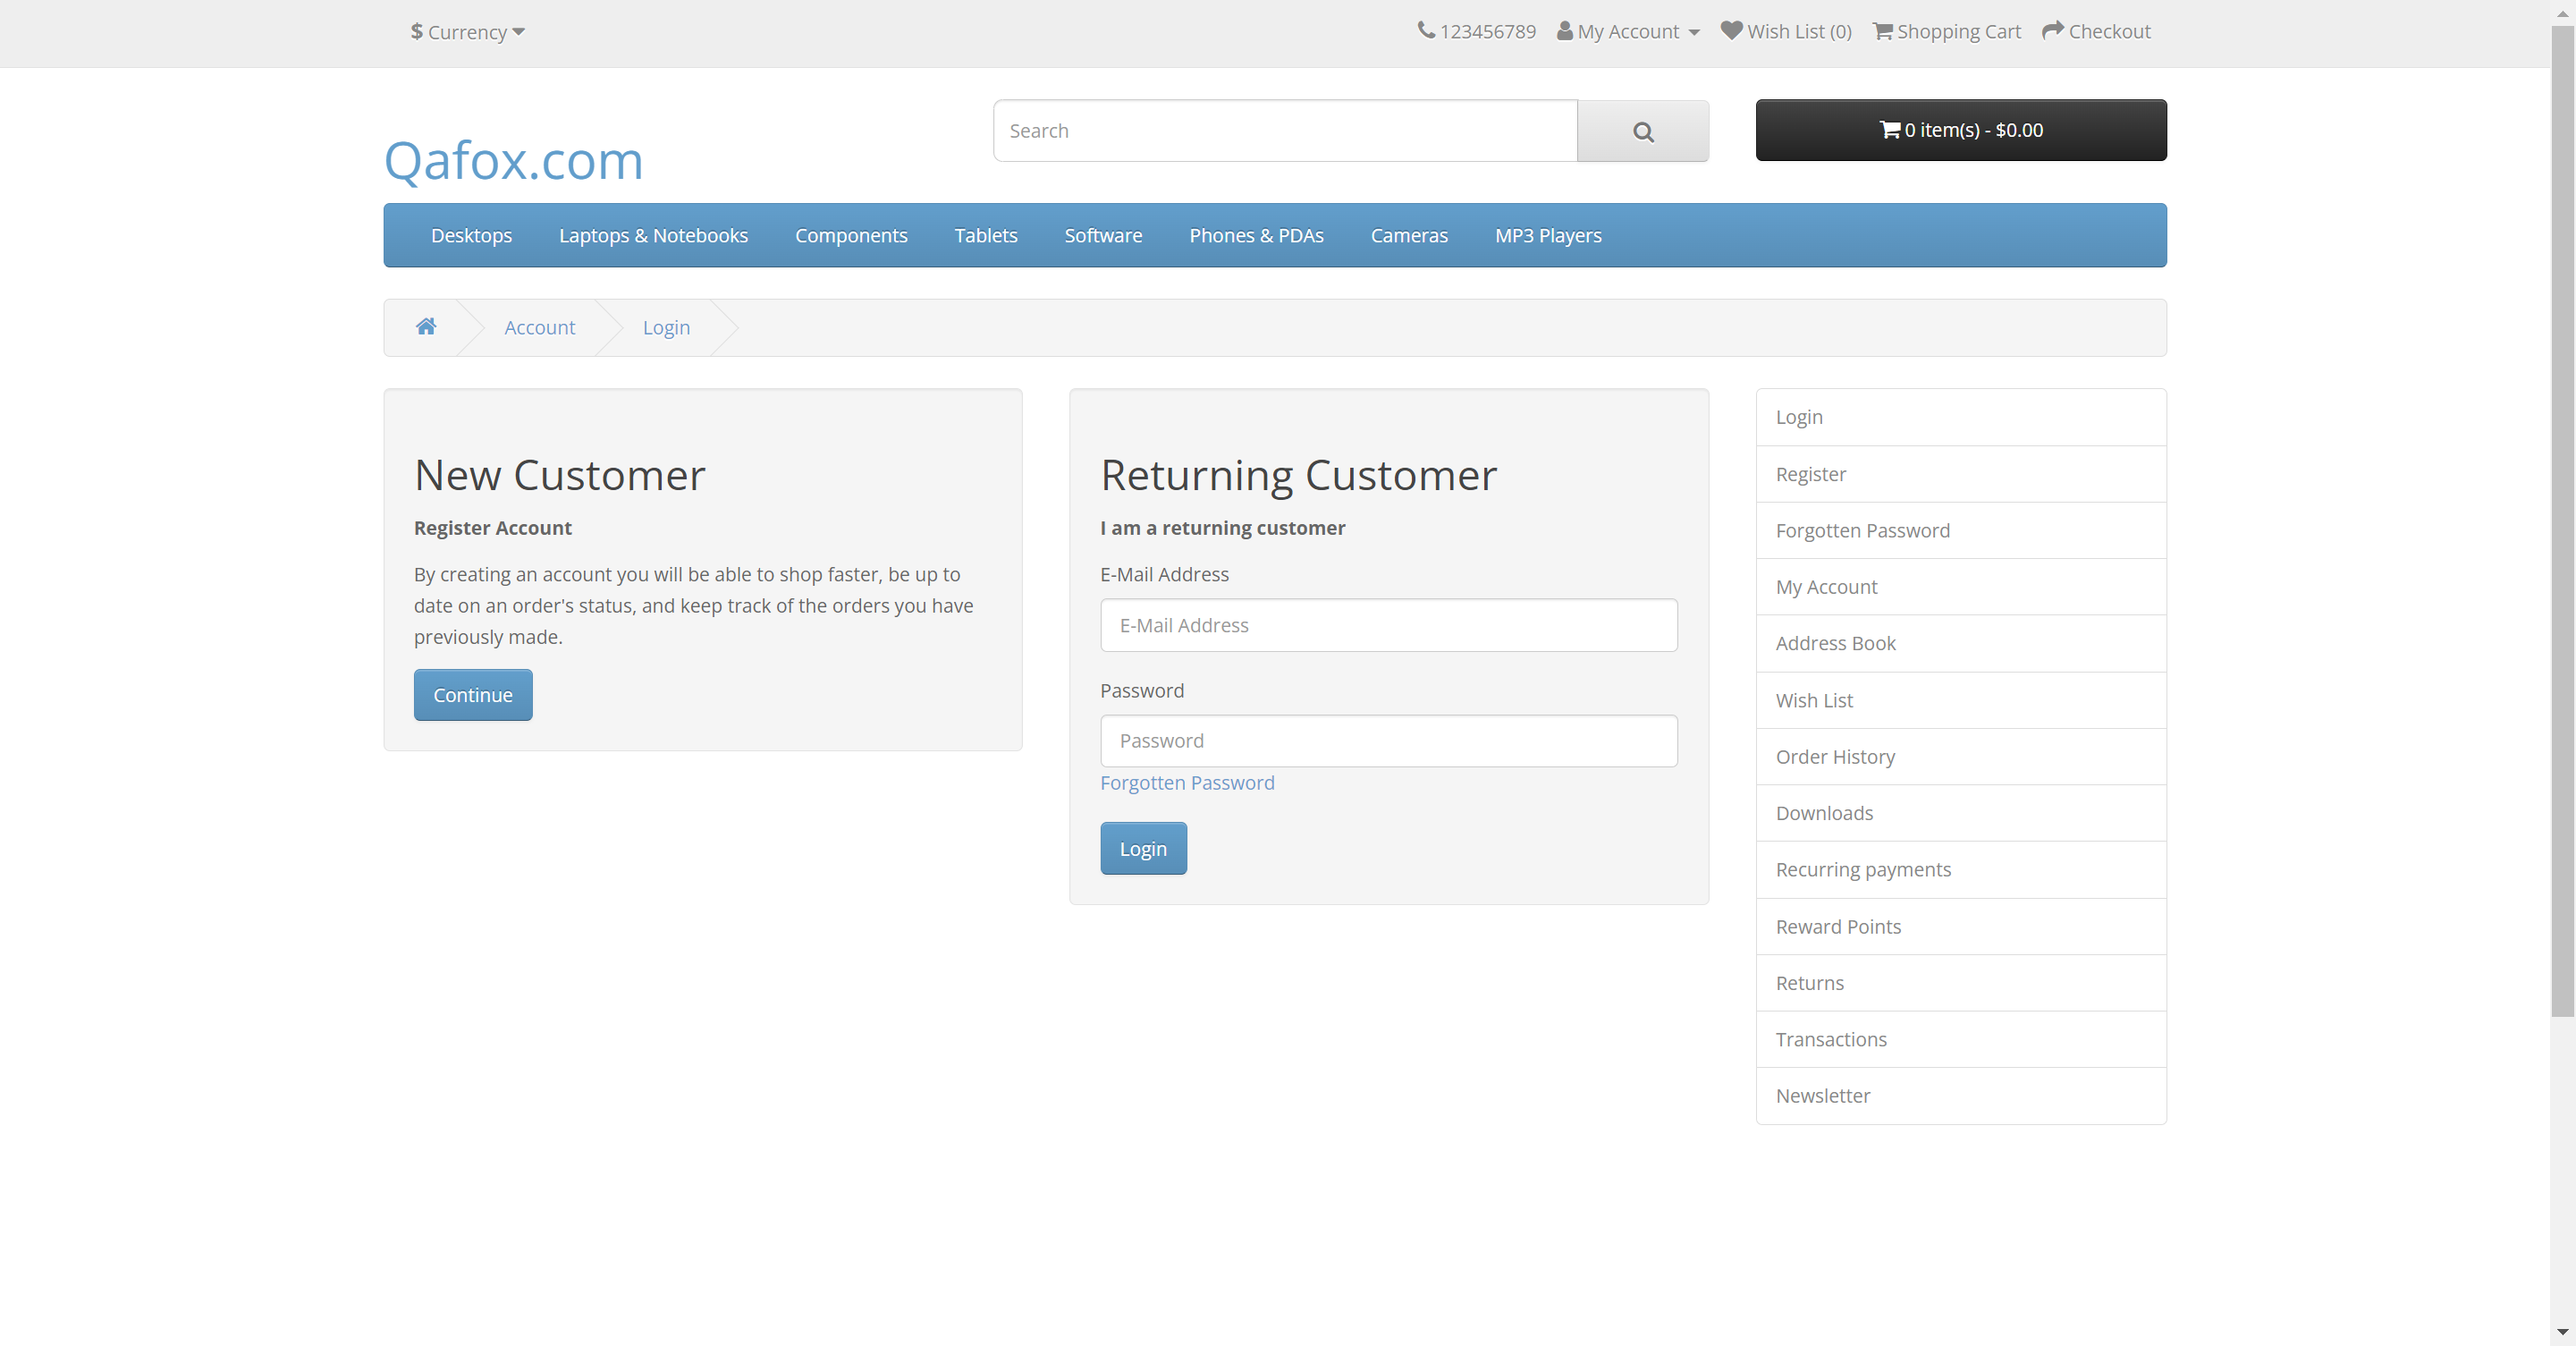 $ Currency
123456789 My Account Wish List (0) Shopping Cart Checkout
Qafox.com
Search
0 item(s) - $0.00
Desktops Laptops & Notebooks Components Tablets Software Phones & PDAs Cameras MP3 Players
Account Login
New Customer
Register Account
By creating an account you will be able to shop faster, be up to
date on an order's status, and keep track of the orders you have
previously made.
Continue
Returning Customer
I am a returning customer
E-Mail Address
E-Mail Address
Password
Password
Forgotten Password
Login
Login
Register
Forgotten Password
My Account
Address Book
Wish List
Order History
Downloads
Recurring payments
Reward Points
Returns
Transactions
Newsletter